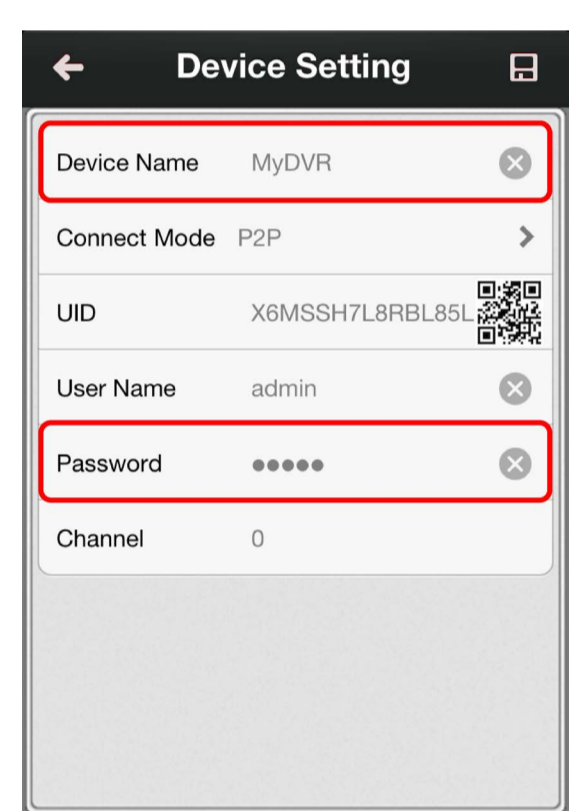 Device Setting
Device Name MyDVR
Connect Mode P2P
UID X6MSSH7L8RBL85L
User Name admin
Password •••••
Channel 0